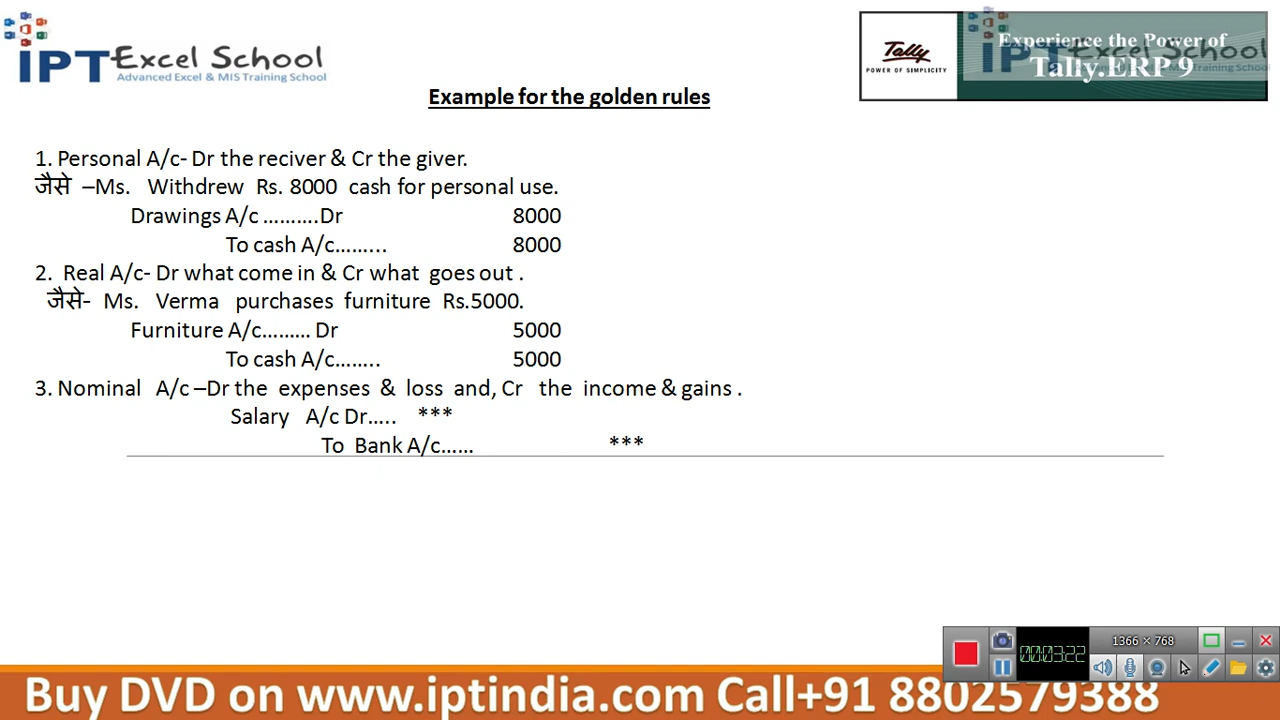 IPT Excel School
Advanced Excel & MIS Training School
Tally
POWER OF SIMPLICITY
Experience the Power of
Tally.ERP 9
Example for the golden rules
1. Personal A/c- Dr the reciver & Cr the giver.
जैसे –Ms. Withdrew Rs. 8000 cash for personal use.
Drawings A/c ……….Dr 8000
To cash A/c…….. 8000
2. Real A/c- Dr what come in & Cr what goes out .
जैसे- Ms. Verma purchases furniture Rs.5000.
Furniture A/c……… Dr 5000
To cash A/c…….. 5000
3. Nominal A/c –Dr the expenses & loss and, Cr the income & gains .
Salary A/c Dr….. ***
To Bank A/c…… ***
1366 × 768
00:03:22
Buy DVD on www.iptindia.com Call+91 8802579388